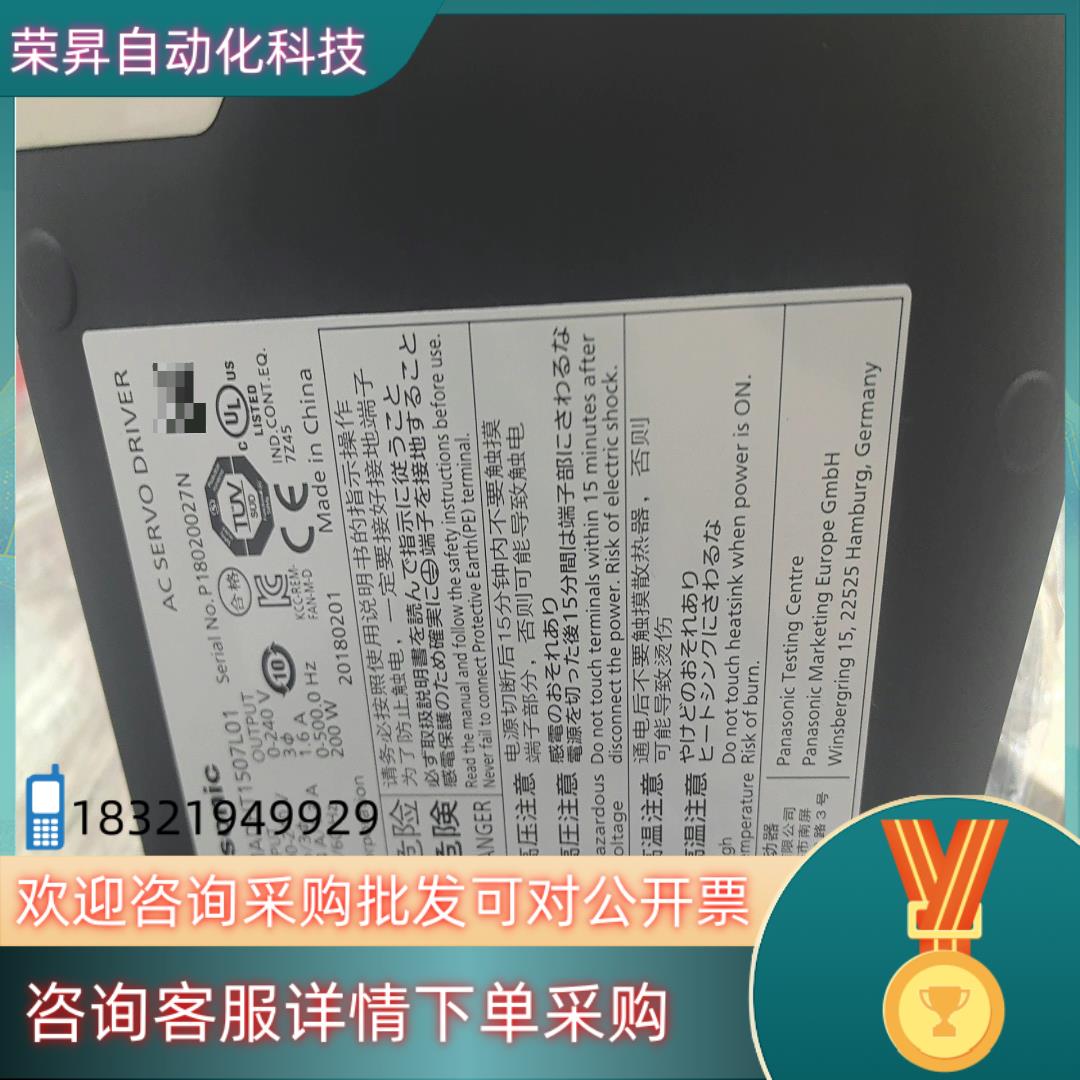 荣昇自动化科技
AC SERVO DRIVER
Serial No. P18020027N
T1507L01
OUTPUT
0-240 V
3Φ
1.6 A
0-500.0 Hz
200 W
20180201
合格
10
KCC-REM-
FAN-M-D
TÜV
SUD
CE
C UL US
LISTED
IND.CONT.EQ.
7Z45
Made in China
请务必按照使用说明书的指示操作
为了防止触电，一定要接好接地端子
必ず取扱説明書を読んで指示に従うこと
感電保護のため確実に端子を接地すること
Read the manual and follow the safety instructions before use.
Never fail to connect Protective Earth(PE) terminal.
高压注意
电源切断后15分钟内不要触摸
端子部分，否则可能导致触电
高圧注意
感電のおそれあり
電源を切った後15分間は端子部にさわるな
Do not touch terminals within 15 minutes after
disconnect the power. Risk of electric shock.
高温注意
通电后不要触摸散热器，否则
可能导致烫伤
高温注意
やけどのおそれあり
ヒートシンクにさわるな
Do not touch heatsink when power is ON.
Risk of burn.
Panasonic Testing Centre
Panasonic Marketing Europe GmbH
Winsbergring 15, 22525 Hamburg, Germany
18321949929
欢迎咨询采购批发可对公开票
咨询客服详情下单采购